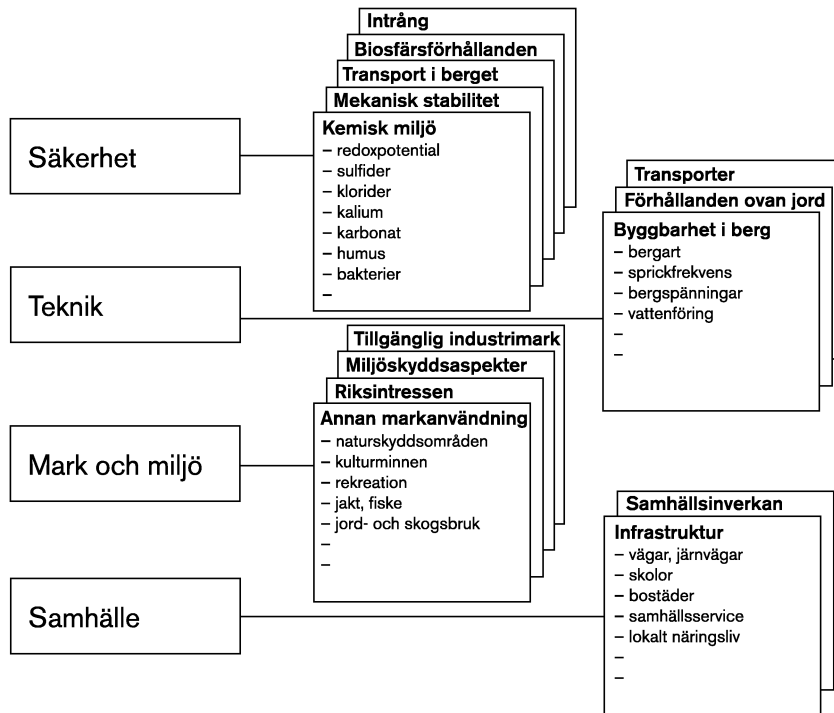 Säkerhet
Intrång
Biosfärsförhållanden
Transport i berget
Mekanisk stabilitet
Kemisk miljö
– redoxpotential
– sulfider
– klorider
– kalium
– karbonat
– humus
– bakterier
–
Teknik
Transporter
Förhållanden ovan jord
Byggbarhet i berg
– bergart
– sprickfrekvens
– bergspänningar
– vattenföring
–
–
Mark och miljö
Tillgänglig industrimark
Miljöskyddsaspekter
Riksintressen
Annan markanvändning
– naturskyddsområden
– kulturminnen
– rekreation
– jakt, fiske
– jord- och skogsbruk
–
–
Samhälle
Samhällsinverkan
Infrastruktur
– vägar, järnvägar
– skolor
– bostäder
– samhällsservice
– lokalt näringsliv
–
–